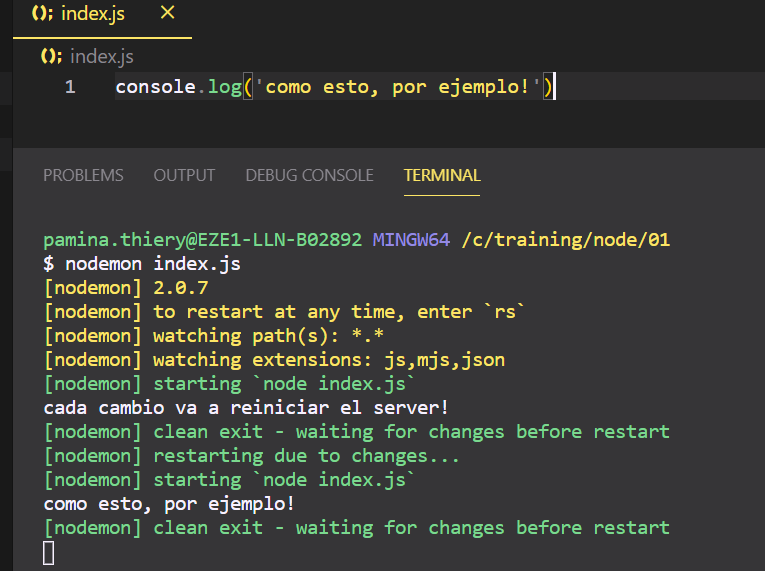 (); index.js ×
(); index.js
1 console.log('como esto, por ejemplo!')
PROBLEMS OUTPUT DEBUG CONSOLE TERMINAL
pamina.thiery@EZE1-LLN-B02892 MINGW64 /c/training/node/01
$ nodemon index.js
[nodemon] 2.0.7
[nodemon] to restart at any time, enter `rs`
[nodemon] watching path(s): *.*
[nodemon] watching extensions: js,mjs,json
[nodemon] starting `node index.js`
cada cambio va a reiniciar el server!
[nodemon] clean exit - waiting for changes before restart
[nodemon] restarting due to changes...
[nodemon] starting `node index.js`
como esto, por ejemplo!
[nodemon] clean exit - waiting for changes before restart